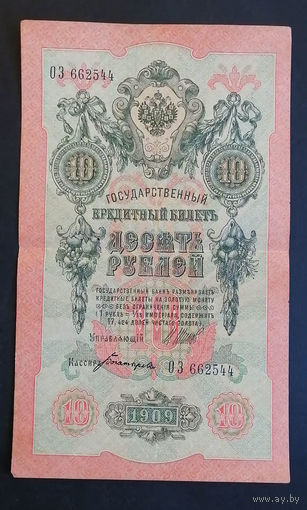 ОЗ 662544
10 10
ГОСУДАРСТВЕННЫЙ
КРЕДИТНЫЙ БИЛЕТЪ
ДЕСЯТЬ
РУБЛЕЙ
ГОСУДАРСТВЕННЫЙ БАНКЪ РАЗМѢНИВАЕТЪ
КРЕДИТНЫЕ БИЛЕТЫ НА ЗОЛОТУЮ МОНЕТУ
БЕЗЪ ОГРАНИЧЕНІЯ СУММЫ
(1 РУБЛЬ = 1/15 ИМПЕРІАЛА, СОДЕРЖИТЪ
17,424 ДОЛЕЙ ЧИСТАГО ЗОЛОТА)
Управляющій
Кассиръ
ОЗ 662544
10 1909 10
www.ay.by